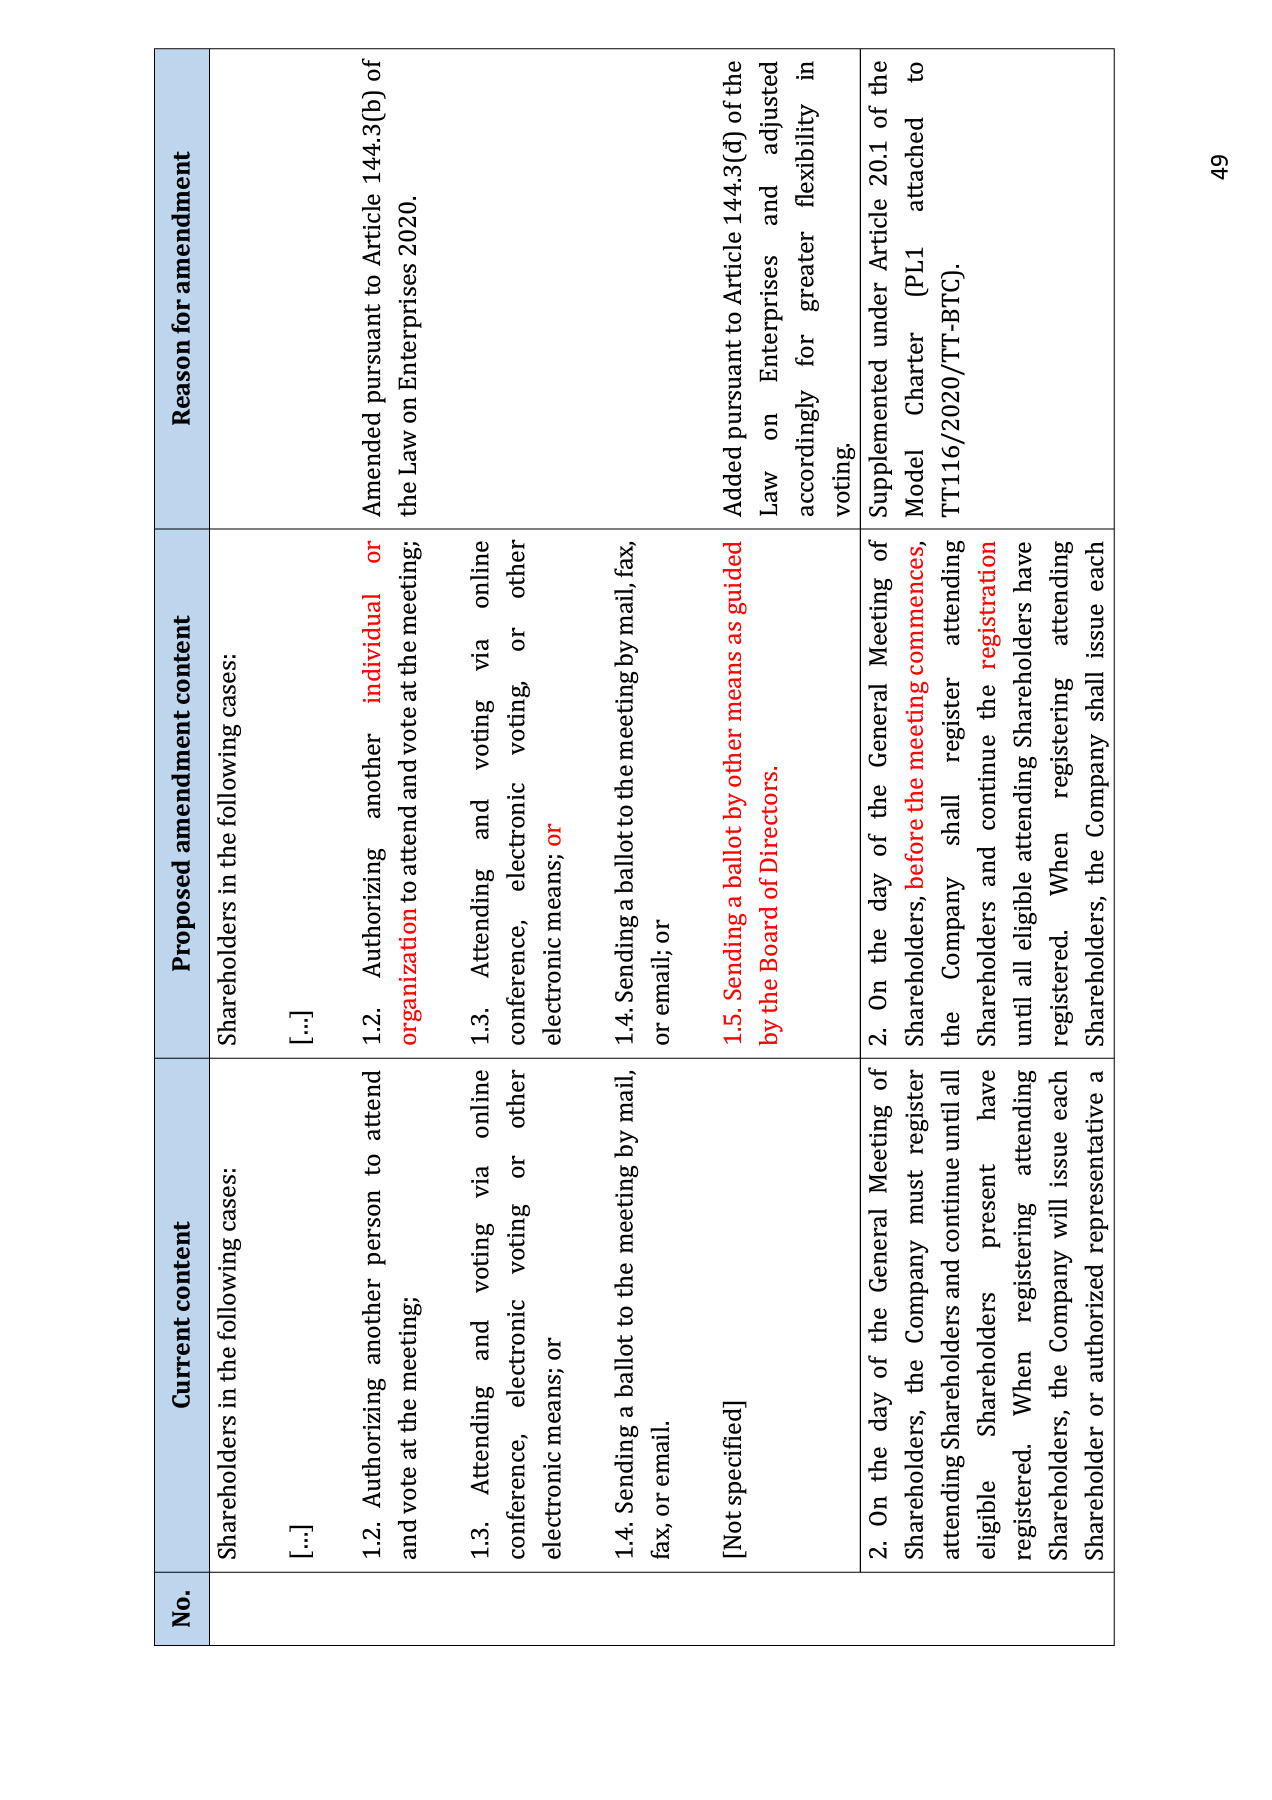 No.
Current content
Proposed amendment content
Reason for amendment
Shareholders in the following cases:
[...]
1.2. Authorizing another person to attend
and vote at the meeting;
1.3. Attending and voting via online
conference, electronic voting or other
electronic means; or
1.4. Sending a ballot to the meeting by mail,
fax, or email.
[Not specified]
Shareholders in the following cases:
[...]
1.2. Authorizing another individual or
organization to attend and vote at the meeting;
1.3. Attending and voting via online
conference, electronic voting, or other
electronic means; or
1.4. Sending a ballot to the meeting by mail, fax,
or email; or
1.5. Sending a ballot by other means as guided
by the Board of Directors.
Amended pursuant to Article 144.3(b) of
the Law on Enterprises 2020.
Added pursuant to Article 144.3(đ) of the
Law on Enterprises and adjusted
accordingly for greater flexibility in
voting.
2. On the day of the General Meeting of
Shareholders, the Company must register
attending Shareholders and continue until all
eligible Shareholders present have
registered. When registering attending
Shareholders, the Company will issue each
Shareholder or authorized representative a
2. On the day of the General Meeting of
Shareholders, before the meeting commences,
the Company shall register attending
Shareholders and continue the registration
until all eligible attending Shareholders have
registered. When registering attending
Shareholders, the Company shall issue each
Supplemented under Article 20.1 of the
Model Charter (PL1 attached to
TT116/2020/TT-BTC).
49